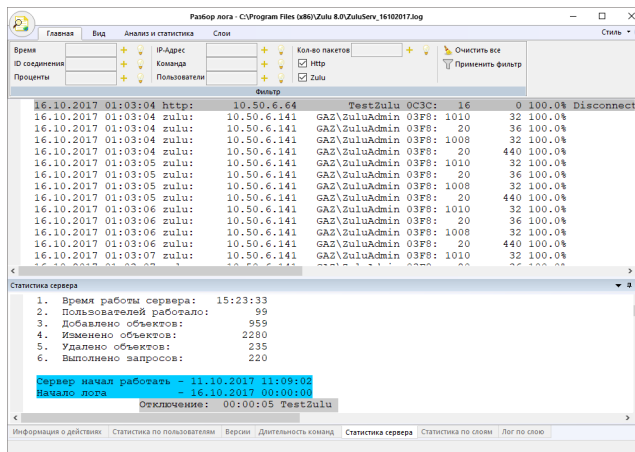 Разбор лога - C:\Program Files (x86)\Zulu 8.0\ZuluServ_16102017.log
Главная Вид Анализ и статистика Слои Стиль
Время IP-Адрес Кол-во пакетов Очистить все
ID соединения Команда Http Применить фильтр
Проценты Пользователи Zulu
Фильтр
16.10.2017 01:03:04 http: 10.50.6.64 TestZulu 0C3C: 16 0 100.0% Disconnect
16.10.2017 01:03:04 zulu: 10.50.6.141 GAZ\ZuluAdmin 03F8: 1010 32 100.0%
16.10.2017 01:03:04 zulu: 10.50.6.141 GAZ\ZuluAdmin 03F8: 20 36 100.0%
16.10.2017 01:03:04 zulu: 10.50.6.141 GAZ\ZuluAdmin 03F8: 1008 32 100.0%
16.10.2017 01:03:04 zulu: 10.50.6.141 GAZ\ZuluAdmin 03F8: 20 440 100.0%
16.10.2017 01:03:05 zulu: 10.50.6.141 GAZ\ZuluAdmin 03F8: 1010 32 100.0%
16.10.2017 01:03:05 zulu: 10.50.6.141 GAZ\ZuluAdmin 03F8: 20 36 100.0%
16.10.2017 01:03:05 zulu: 10.50.6.141 GAZ\ZuluAdmin 03F8: 1008 32 100.0%
16.10.2017 01:03:05 zulu: 10.50.6.141 GAZ\ZuluAdmin 03F8: 20 440 100.0%
16.10.2017 01:03:06 zulu: 10.50.6.141 GAZ\ZuluAdmin 03F8: 1010 32 100.0%
16.10.2017 01:03:06 zulu: 10.50.6.141 GAZ\ZuluAdmin 03F8: 20 36 100.0%
16.10.2017 01:03:06 zulu: 10.50.6.141 GAZ\ZuluAdmin 03F8: 1008 32 100.0%
16.10.2017 01:03:06 zulu: 10.50.6.141 GAZ\ZuluAdmin 03F8: 20 440 100.0%
16.10.2017 01:03:07 zulu: 10.50.6.141 GAZ\ZuluAdmin 03F8: 1010 32 100.0%
Статистика сервера
1. Время работы сервера: 15:23:33
2. Пользователей работало: 99
3. Добавлено объектов: 959
4. Изменено объектов: 2280
5. Удалено объектов: 235
6. Выполнено запросов: 220
Сервер начал работать - 11.10.2017 11:09:02
Начало лога - 16.10.2017 00:00:00
Отключение: 00:00:05 TestZulu
Информация о действиях Статистика по пользователям Версии Длительность команд Статистика сервера Статистика по слоям Лог по слою